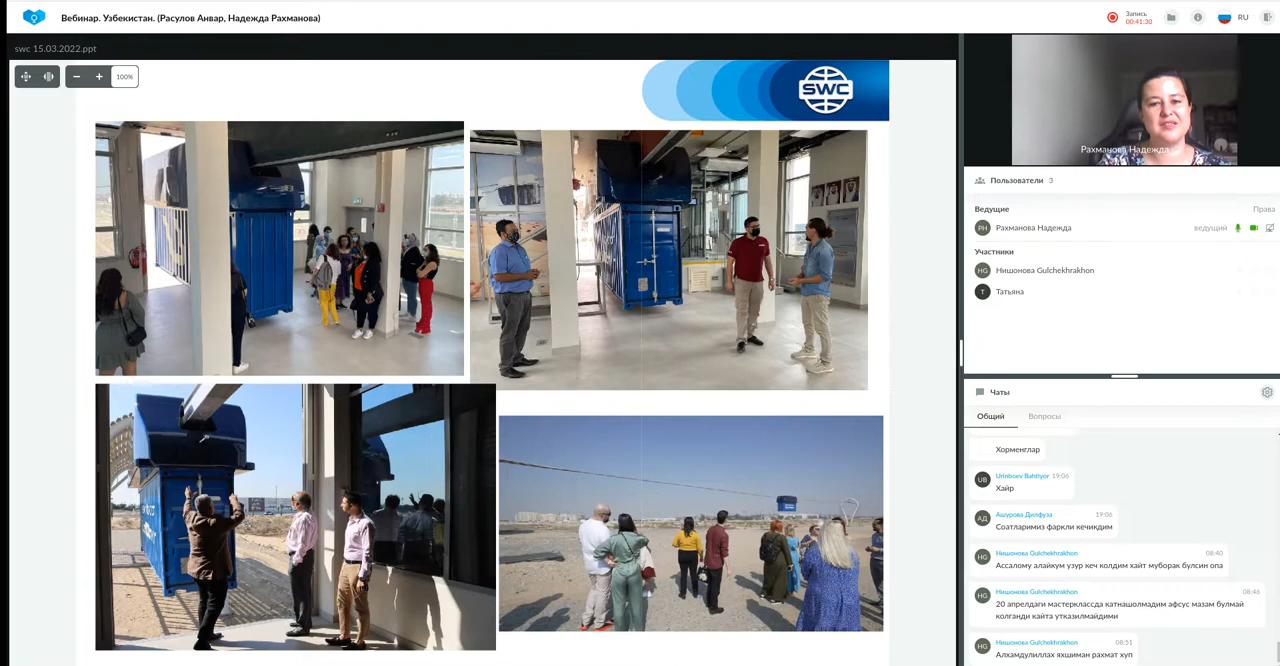 Вебинар. Узбекистан. (Расулов Анвар, Надежда Рахманова)
Запись
00:41:30
RU
swc 15.03.2022.ppt
100%
SWC
Рахманова Надежда
Пользователи 3
Ведущие
Права
РН
Рахманова Надежда
ведущий
Участники
НG
Нишонова Gulchekhrakhon
Т
Татьяна
Чаты
Общий
Вопросы
Хорменглар
UB
Urinboev Bahtiyor 19:06
Хайр
АД
Ашурова Дилфуза 19:06
Соатларимиз фаркли кечикдим
НG
Нишонова Gulchekhrakhon 08:40
Ассалому алайкум узур кеч колдим хайт муборак булсин опа
НG
Нишонова Gulchekhrakhon 08:46
20 апрелдаги мастерклассда катнашолмадим афсус мазам булмай
колганди кайта утказилмайдими
НG
Нишонова Gulchekhrakhon 08:51
Алхамдулиллах яхшиман рахмат хуп